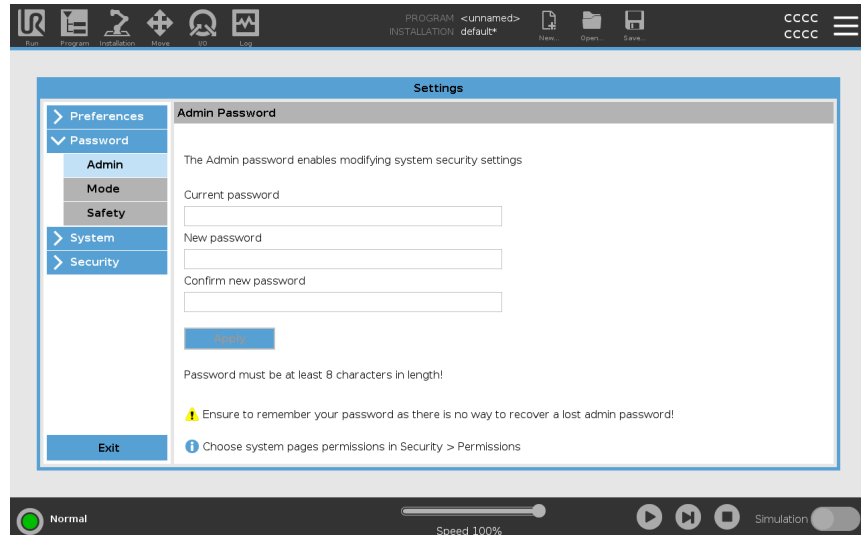 PROGRAM <unnamed>
INSTALLATION default*
UR
Run
Program
Installation
Move
I/O
Log
New...
Open...
Save...
CCCC
CCCC
Settings
Preferences
Password
Admin
Mode
Safety
System
Security
Exit
Admin Password
The Admin password enables modifying system security settings
Current password
New password
Confirm new password
Apply
Password must be at least 8 characters in length!
Ensure to remember your password as there is no way to recover a lost admin password!
Choose system pages permissions in Security > Permissions
Normal
Speed 100%
Simulation